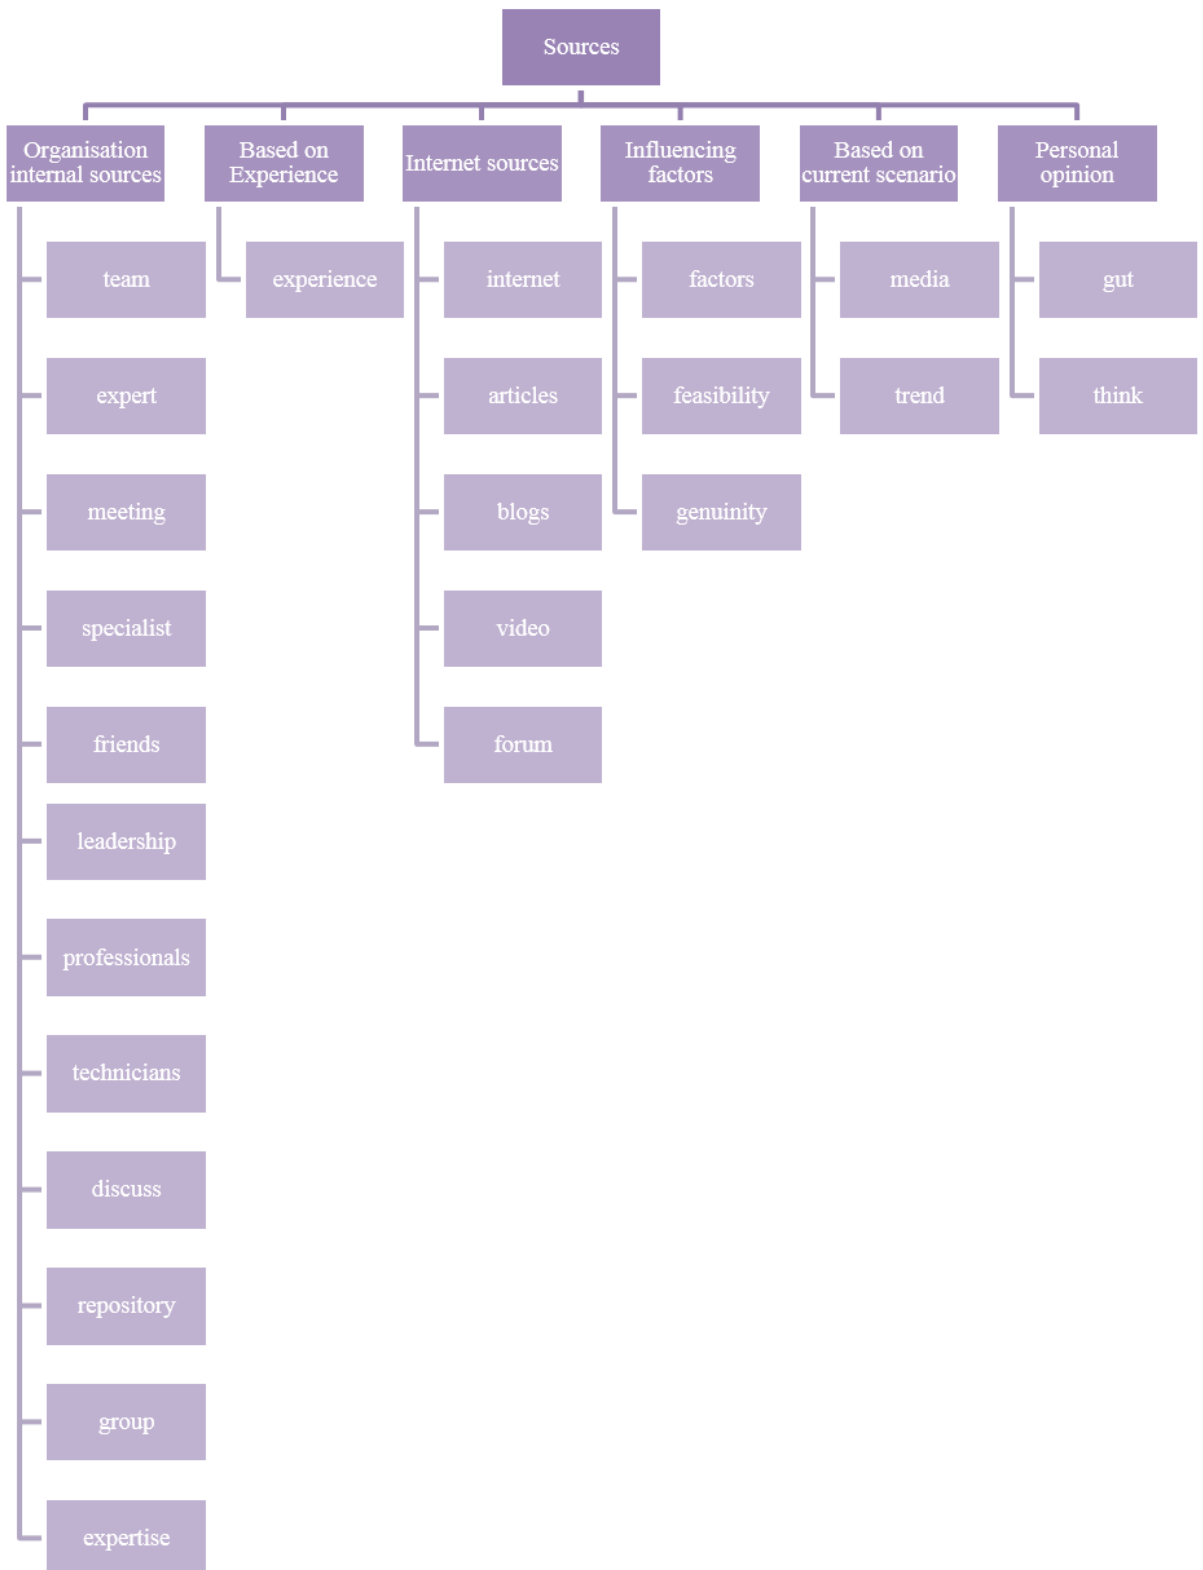 Sources
Organisation
internal sources
Based on
Experience
Internet sources
Influencing
factors
Based on
current scenario
Personal
opinion
team
expert
meeting
specialist
friends
leadership
professionals
technicians
discuss
repository
group
expertise
experience
internet
articles
blogs
video
forum
factors
feasibility
genuinity
media
trend
gut
think